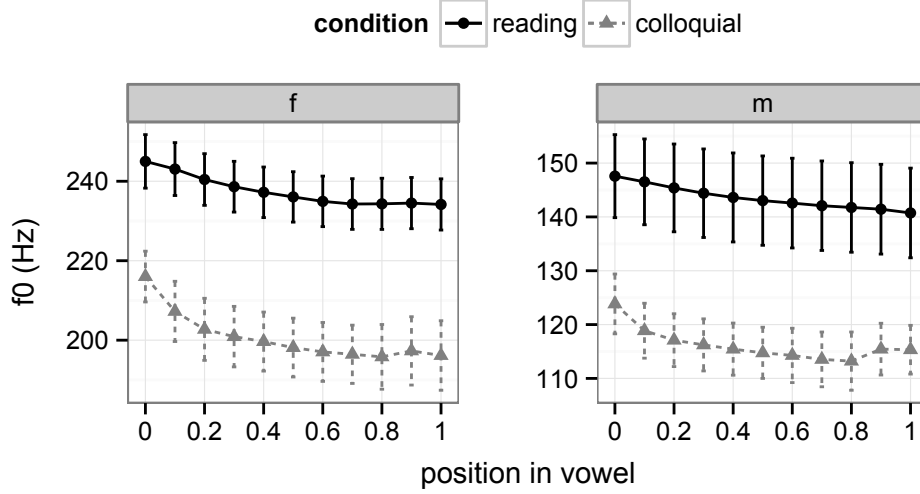 condition reading colloquial
f
m
f0 (Hz)
240
220
200
150
140
130
120
110
0 0.2 0.4 0.6 0.8 1
0 0.2 0.4 0.6 0.8 1
position in vowel